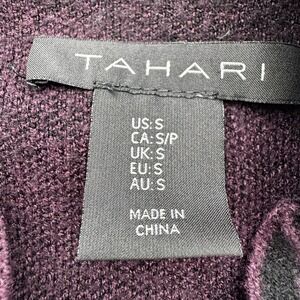 TAHARI
US: S
CA: S/P
UK: S
EU: S
AU: S
MADE IN
CHINA